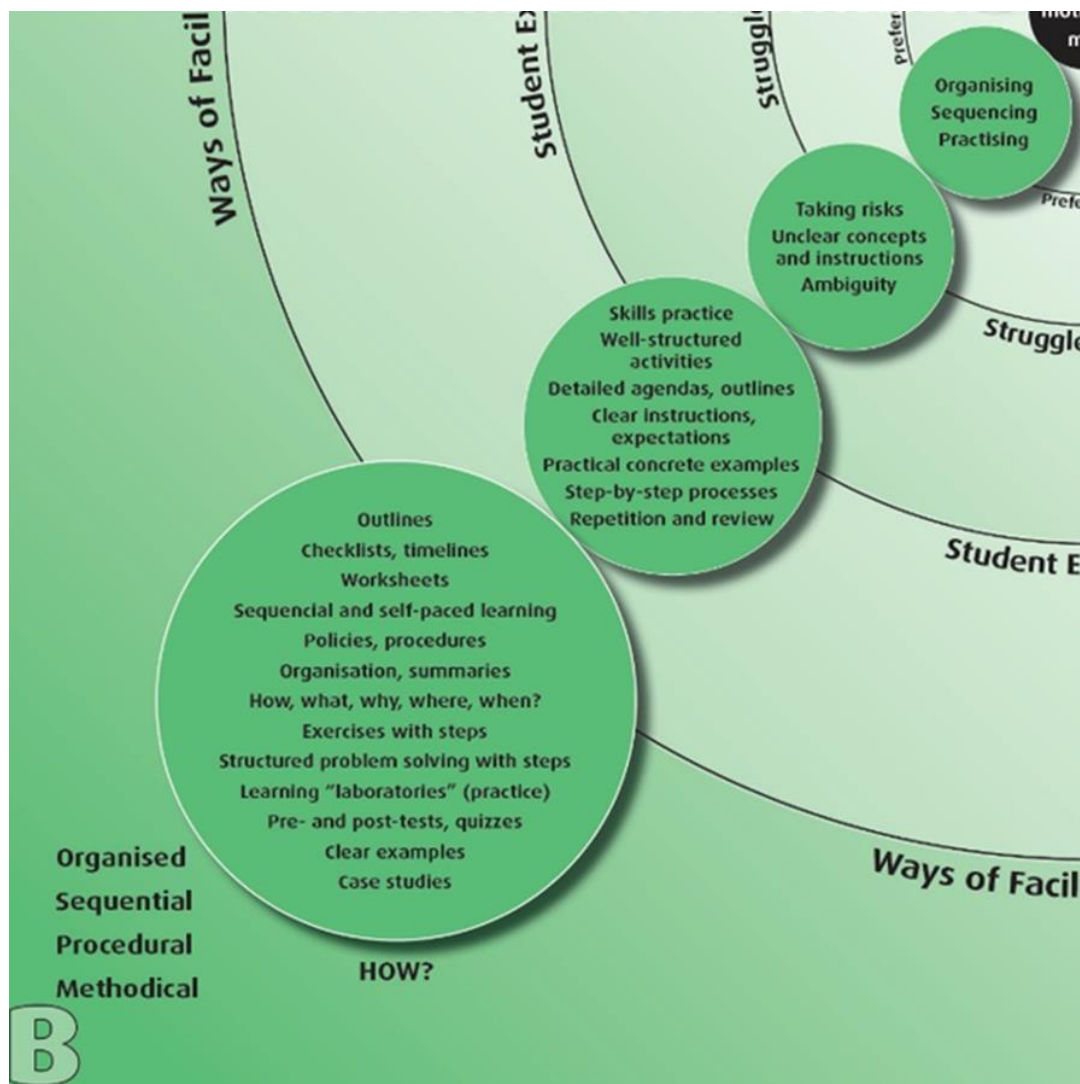 Ways of Facil
Student Ex
Struggle
Prefer
m
Organising
Sequencing
Practising
Prefe
Taking risks
Unclear concepts
and instructions
Ambiguity
Struggle
Skills practice
Well-structured
activities
Detailed agendas, outlines
Clear instructions,
expectations
Practical concrete examples
Step-by-step processes
Repetition and review
Student E
Outlines
Checklists, timelines
Worksheets
Sequencial and self-paced learning
Policies, procedures
Organisation, summaries
How, what, why, where, when?
Exercises with steps
Structured problem solving with steps
Learning “laboratories” (practice)
Pre- and post-tests, quizzes
Clear examples
Case studies
Ways of Facil
Organised
Sequential
Procedural
Methodical
HOW?
B